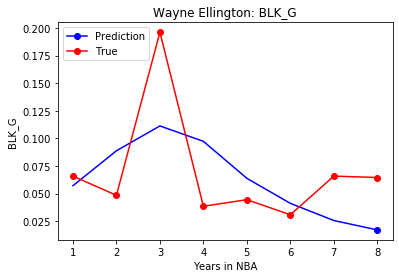 Wayne Ellington: BLK_G
Prediction
True
BLK_G
0.200
0.175
0.150
0.125
0.100
0.075
0.050
0.025
1 2 3 4 5 6 7 8
Years in NBA